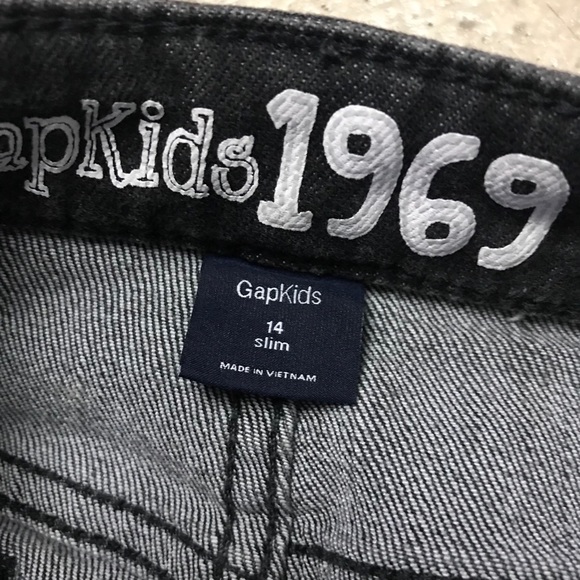 apKids 1969
GapKids
14
slim
MADE IN VIETNAM